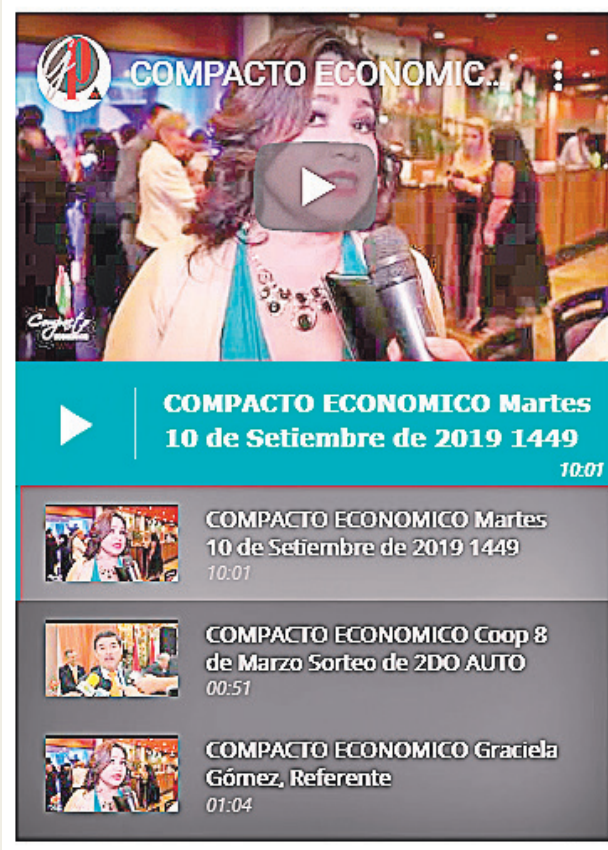 COMPACTO ECONOMIC...
COMPACTO ECONOMICO Martes
10 de Setiembre de 2019 1449
10:01
COMPACTO ECONOMICO Martes
10 de Setiembre de 2019 1449
10:01
COMPACTO ECONOMICO Coop 8
de Marzo Sorteo de 2DO AUTO
00:51
COMPACTO ECONOMICO Graciela
Gómez, Referente
01:04